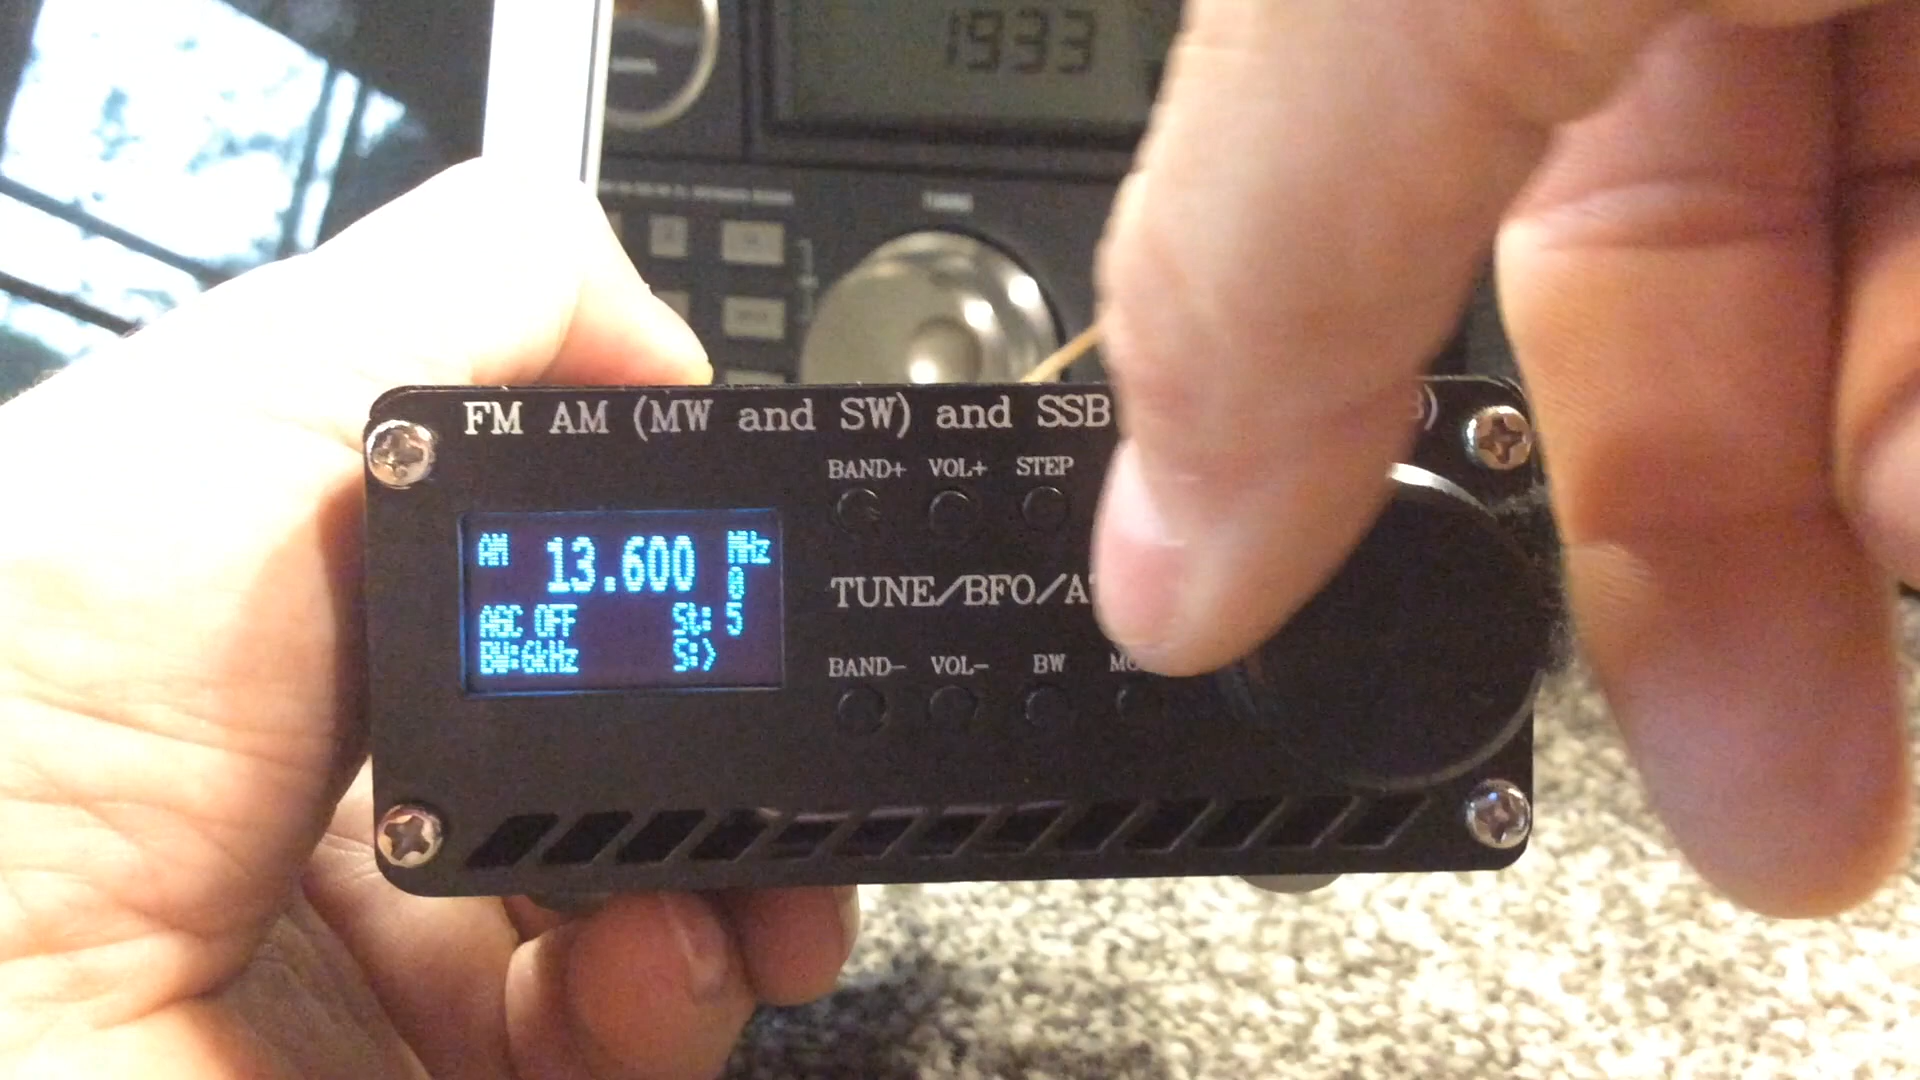 1933
FM AM (MW and SW) and SSB
BAND+ VOL+ STEP
AM 13.600 MHz
0
AGC OFF St: 5
BW:6kHz S:>
TUNE/BFO/A
BAND- VOL- BW